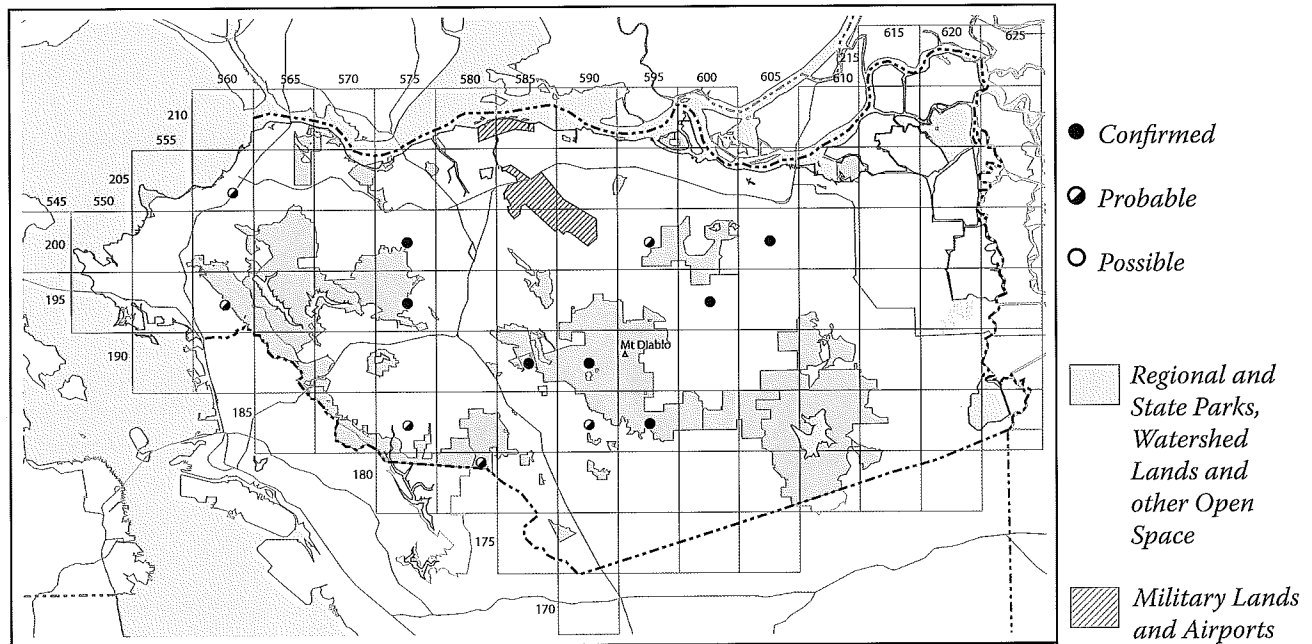 615 620 625
215
560 565 570 575 580 585 590 595 600 605 610
210
555
205
545 550
200
195
190
Mt Diablo
185
180
175
170
Confirmed
Probable
Possible
Regional and
State Parks,
Watershed
Lands and
other Open
Space
Military Lands
and Airports